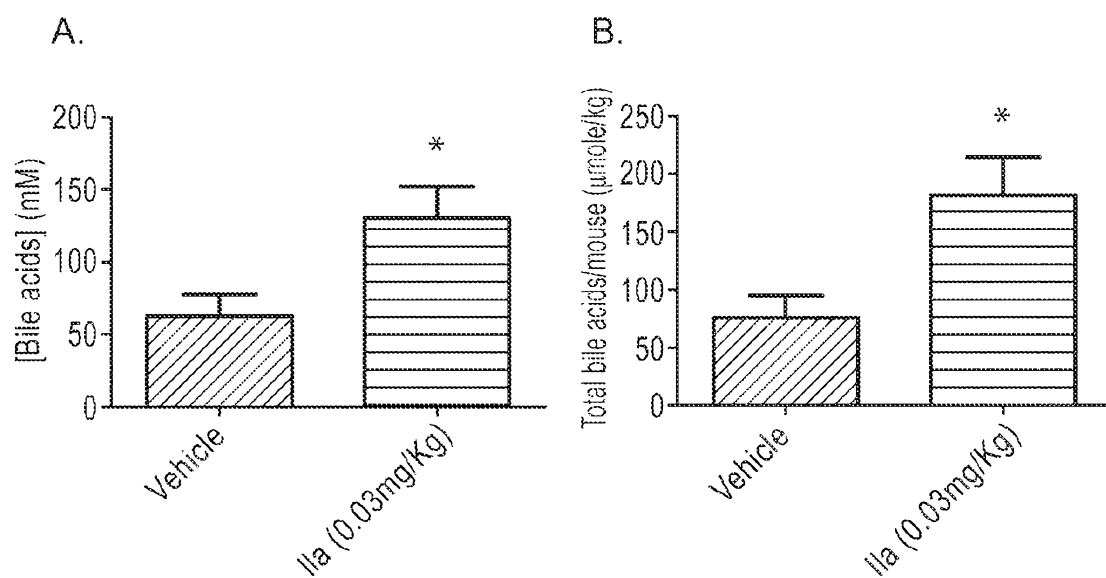 A.
[Bile acids] (mM)
200
150
100
50
0
*
Vehicle
IIa (0.03mg/Kg)
B.
Total bile acids/mouse (μmole/kg)
250
200
150
100
50
0
*
Vehicle
IIa (0.03mg/Kg)